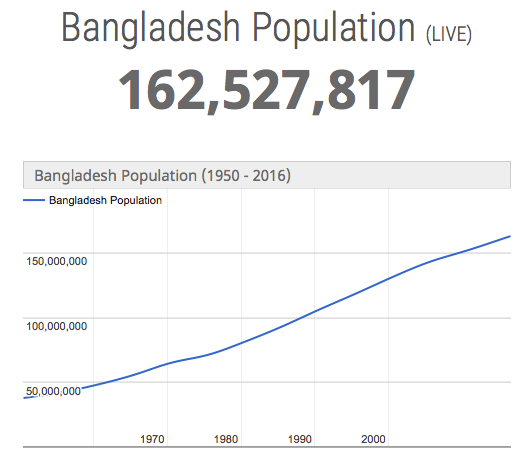 Bangladesh Population (LIVE)
162,527,817
Bangladesh Population (1950 - 2016)
Bangladesh Population
150,000,000
100,000,000
50,000,000
1970 1980 1990 2000